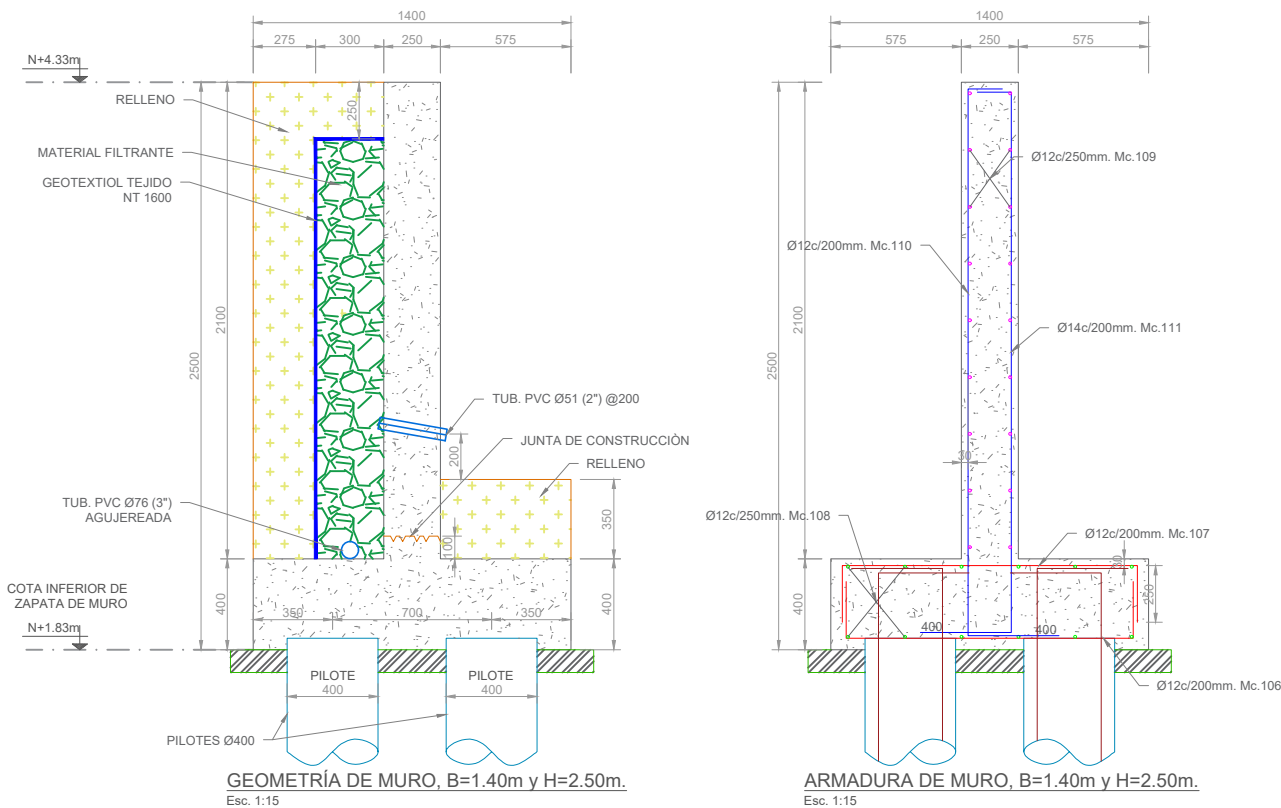 1400
275
300
250
575
N+4.33m
RELLENO
MATERIAL FILTRANTE
GEOTEXTIOL TEJIDO
NT 1600
250
2500
2100
TUB. PVC Ø51 (2") @200
JUNTA DE CONSTRUCCIÒN
200
RELLENO
TUB. PVC Ø76 (3")
AGUJEREADA
100
350
COTA INFERIOR DE
ZAPATA DE MURO
N+1.83m
400
350
700
350
400
PILOTE
PILOTE
400
400
PILOTES Ø400
GEOMETRÍA DE MURO, B=1.40m y H=2.50m.
Esc. 1:15
1400
575
250
575
Ø12c/250mm. Mc.109
Ø12c/200mm. Mc.110
2500
2100
Ø14c/200mm. Mc.111
30
Ø12c/250mm. Mc.108
Ø12c/200mm. Mc.107
30
250
400
400
400
Ø12c/200mm. Mc.106
ARMADURA DE MURO, B=1.40m y H=2.50m.
Esc. 1:15